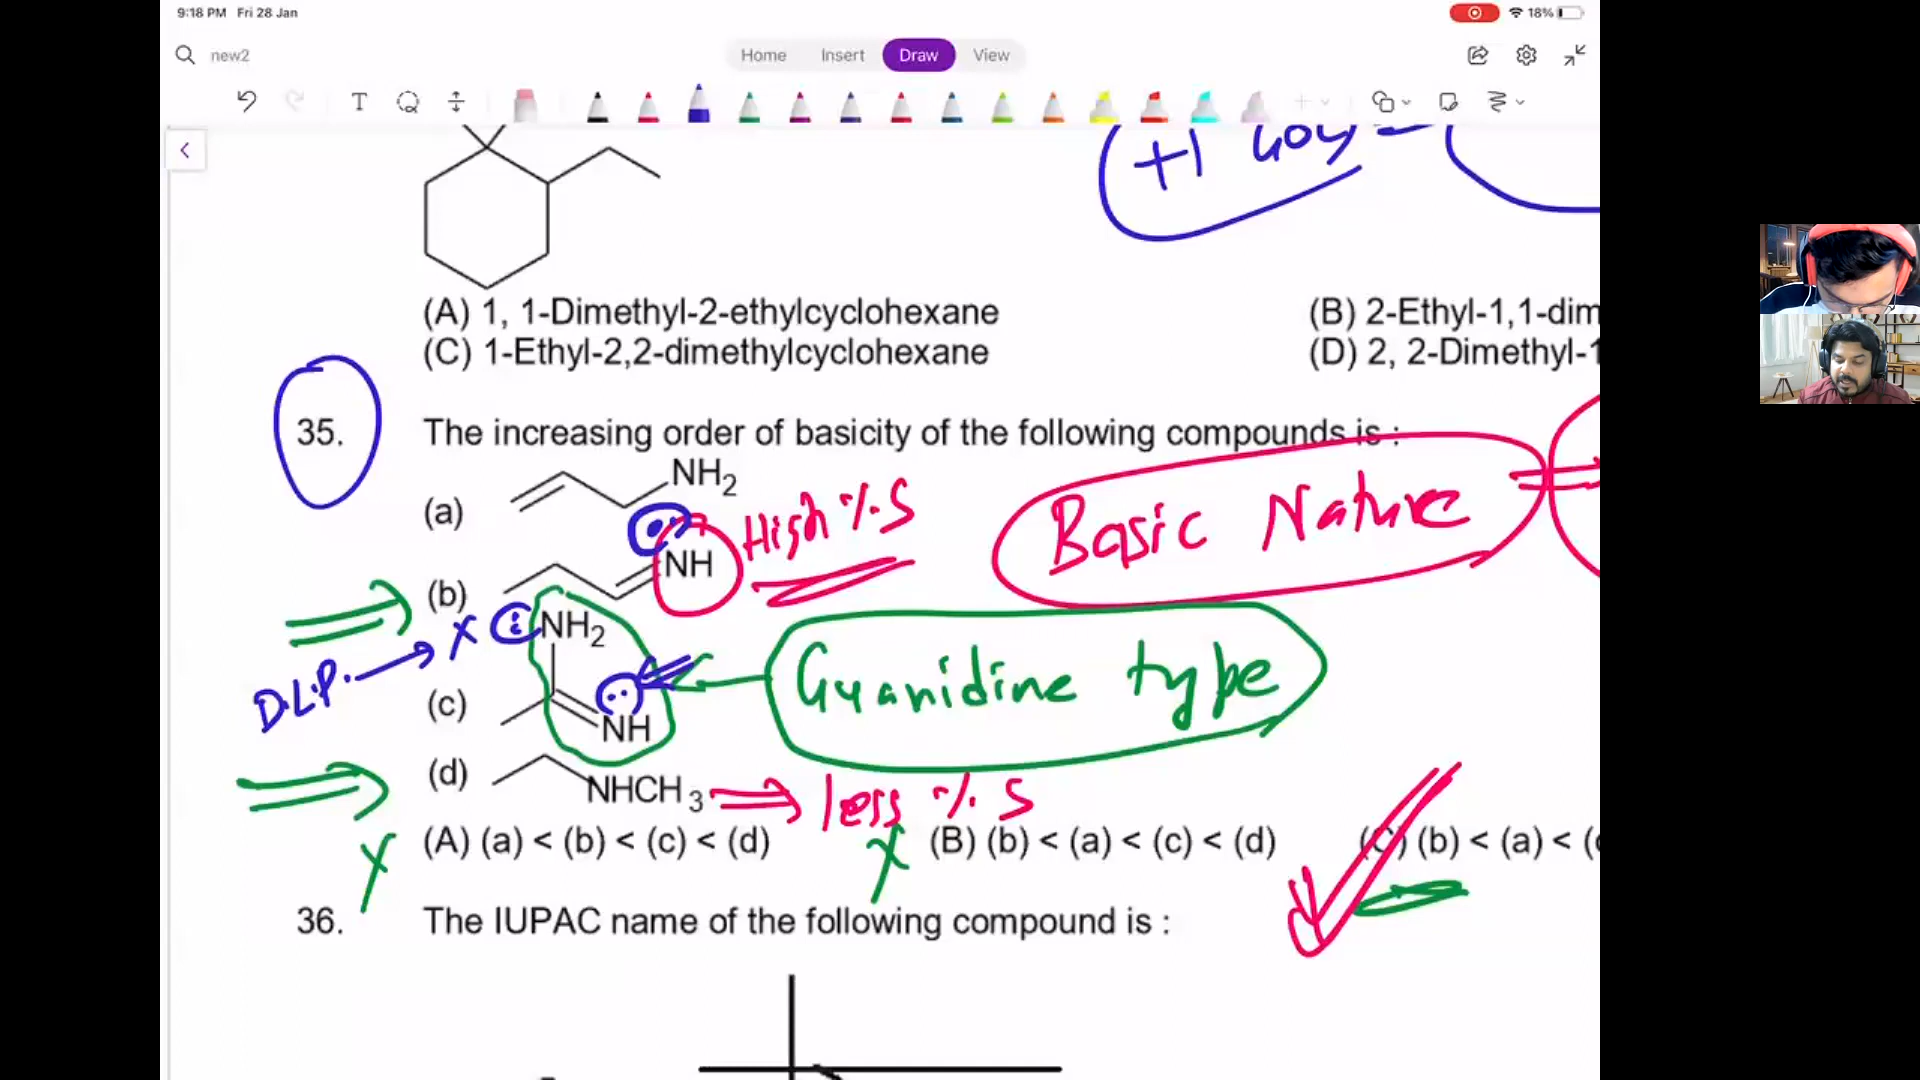 9:18 PM Fri 28 Jan
18%
new2
Home Insert Draw View
T
+I
(A) 1, 1-Dimethyl-2-ethylcyclohexane
(B) 2-Ethyl-1,1-dim
(C) 1-Ethyl-2,2-dimethylcyclohexane
(D) 2, 2-Dimethyl-1
35. The increasing order of basicity of the following compounds is :
(a) NH2
High %S
Basic Nature
(b) NH
D.L.P. X
(c) NH2
NH
Guanidine type
(d) NHCH3
less % S
X (A) (a) < (b) < (c) < (d)
X (B) (b) < (a) < (c) < (d)
(C) (b) < (a) < (
36. The IUPAC name of the following compound is :